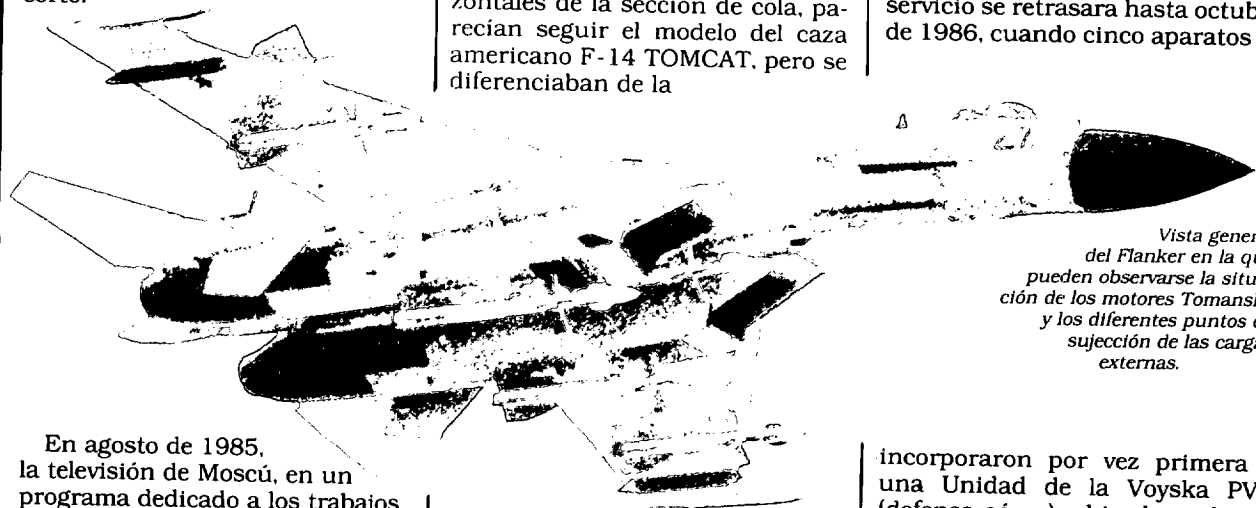 zontales de la sección de cola, pa-
recían seguir el modelo del caza
americano F-14 TOMCAT, pero se
diferenciaban de la
servicio se retrasara hasta octub
de 1986, cuando cinco aparatos
Vista gener
del Flanker en la qu
pueden observarse la situ
ción de los motores Tomans
y los diferentes puntos
sujección de las carg
externas.
En agosto de 1985,
la televisión de Moscú, en un
programa dedicado a los trabajos
incorporaron por vez primera
una Unidad de la Voyska PV